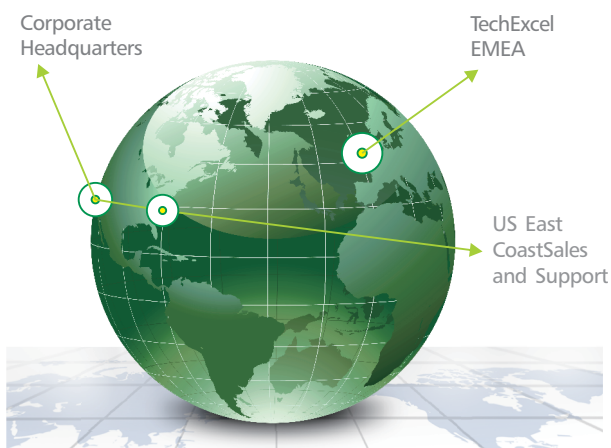 Corporate
Headquarters
TechExcel
EMEA
US East
CoastSales
and Support